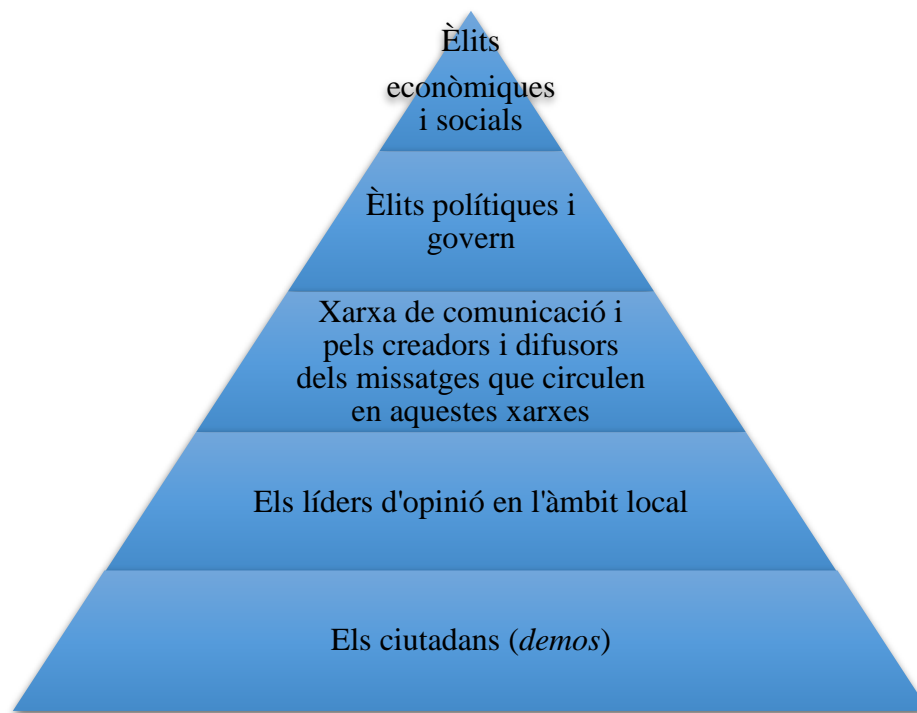 Èlits
econòmiques
i socials
Èlits polítiques i
govern
Xarxa de comunicació i
pels creadors i difusors
dels missatges que circulen
en aquestes xarxes
Els líders d'opinió en l'àmbit local
Els ciutadans (demos)